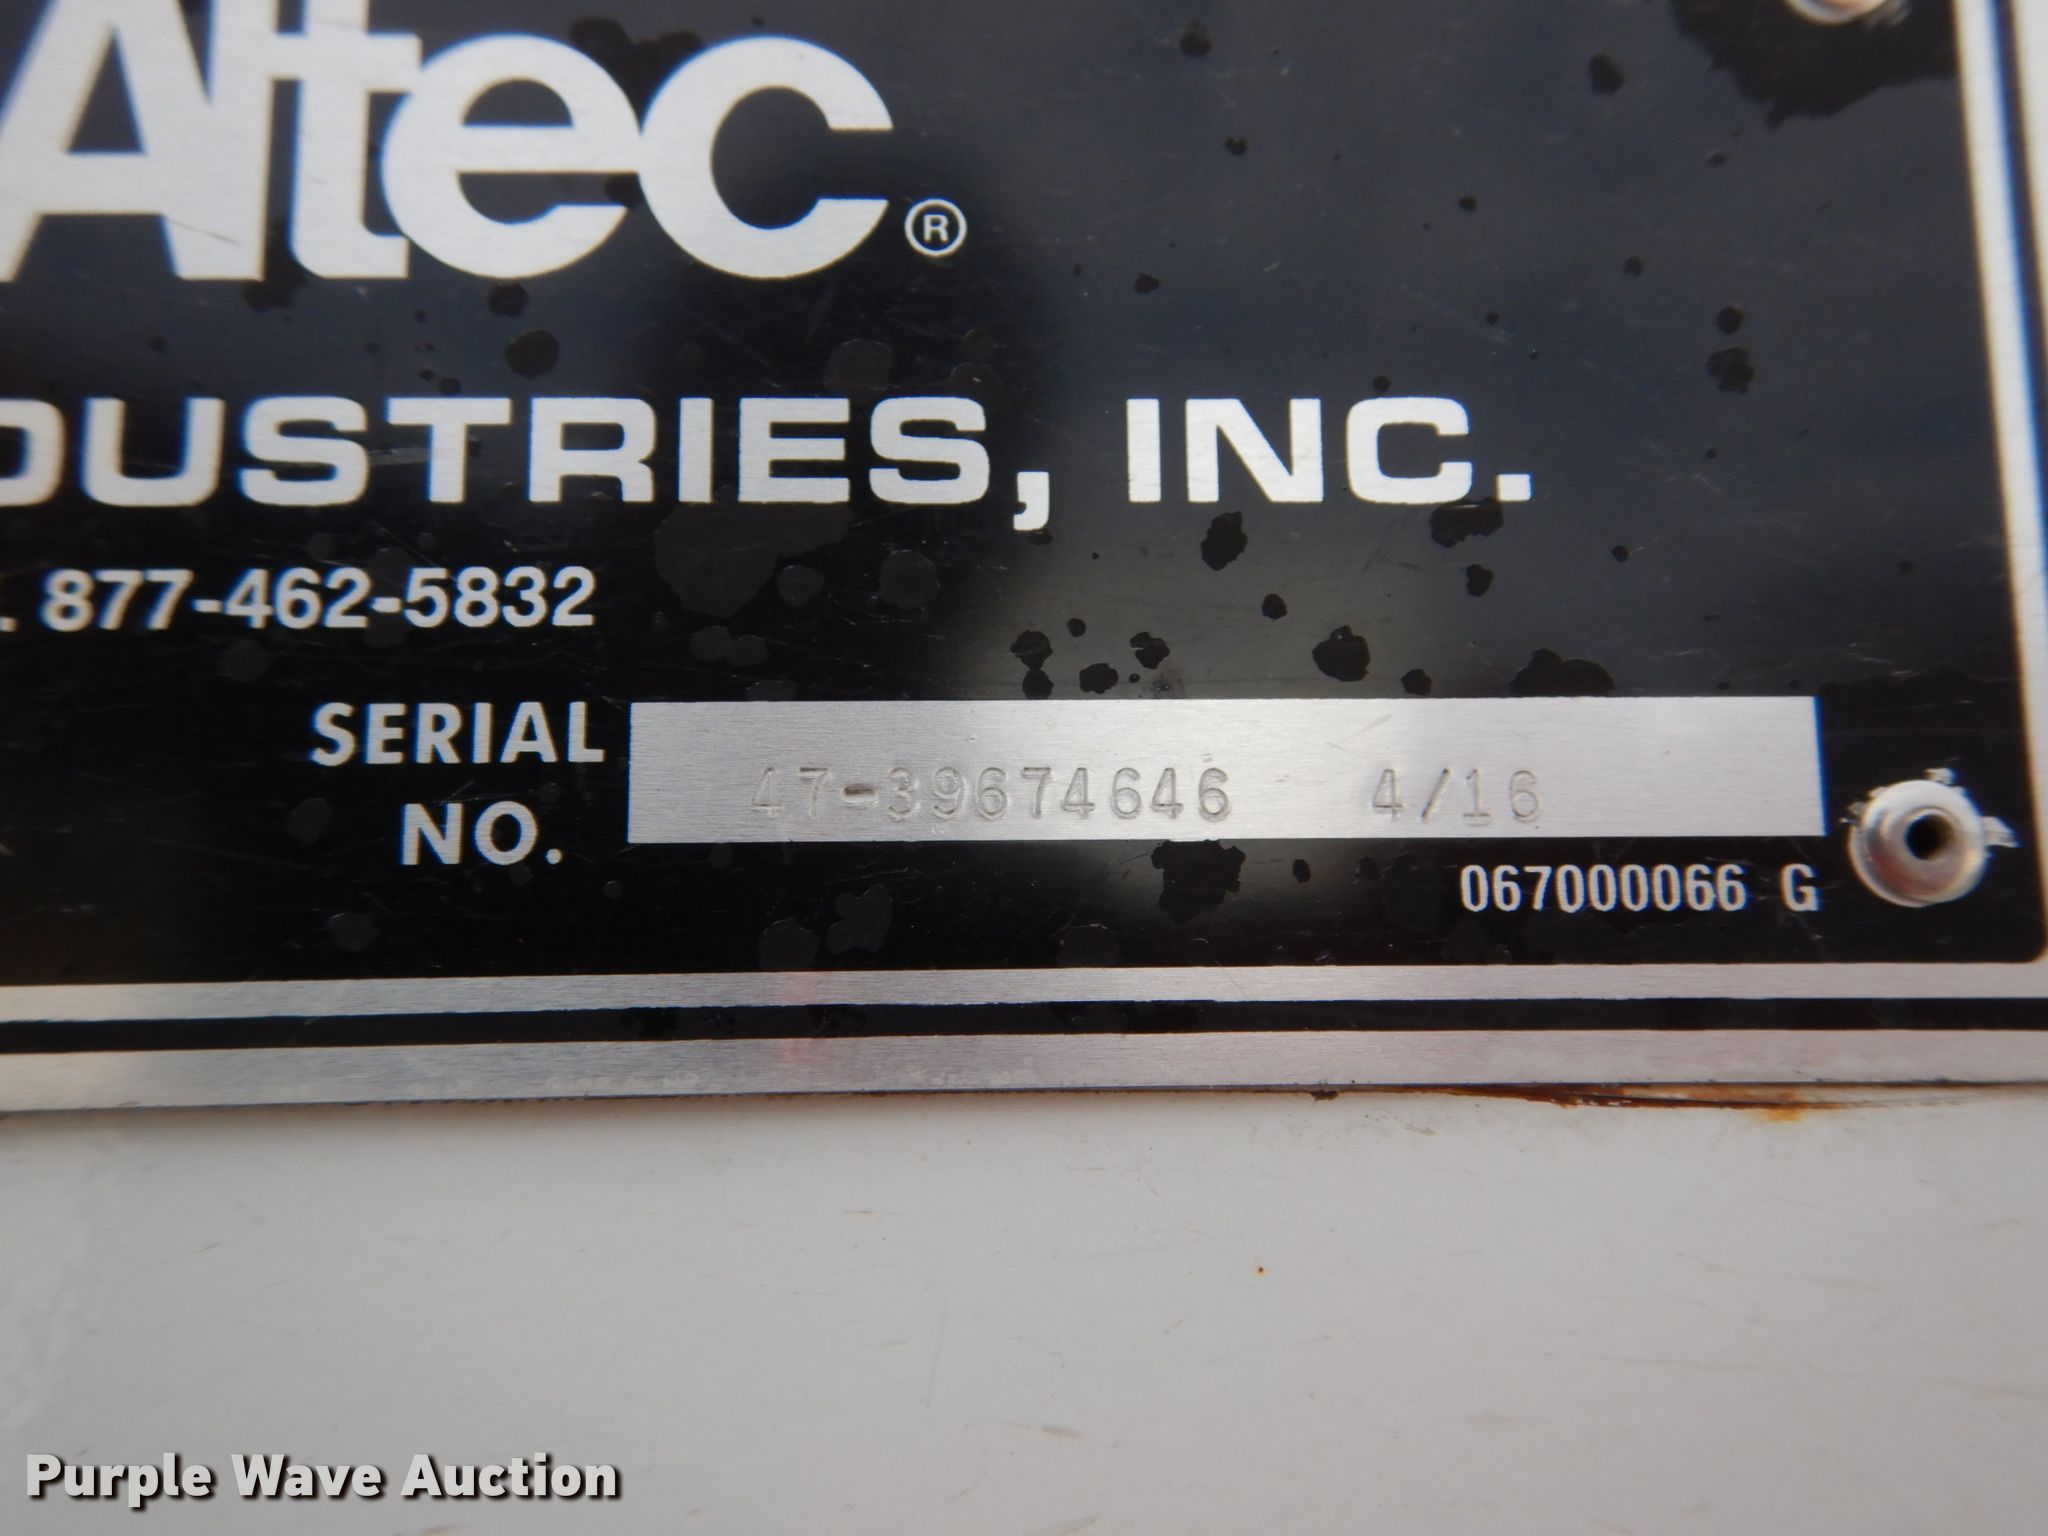 Altec®
DUSTRIES, INC.
. 877-462-5832
SERIAL NO. 47-39674646 4/16
067000066 G
Purple Wave Auction